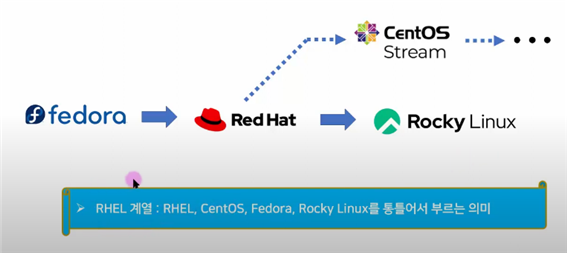 CentOS
Stream
fedora
Red Hat
Rocky Linux
RHEL 계열 : RHEL, CentOS, Fedora, Rocky Linux를 통틀어서 부르는 의미